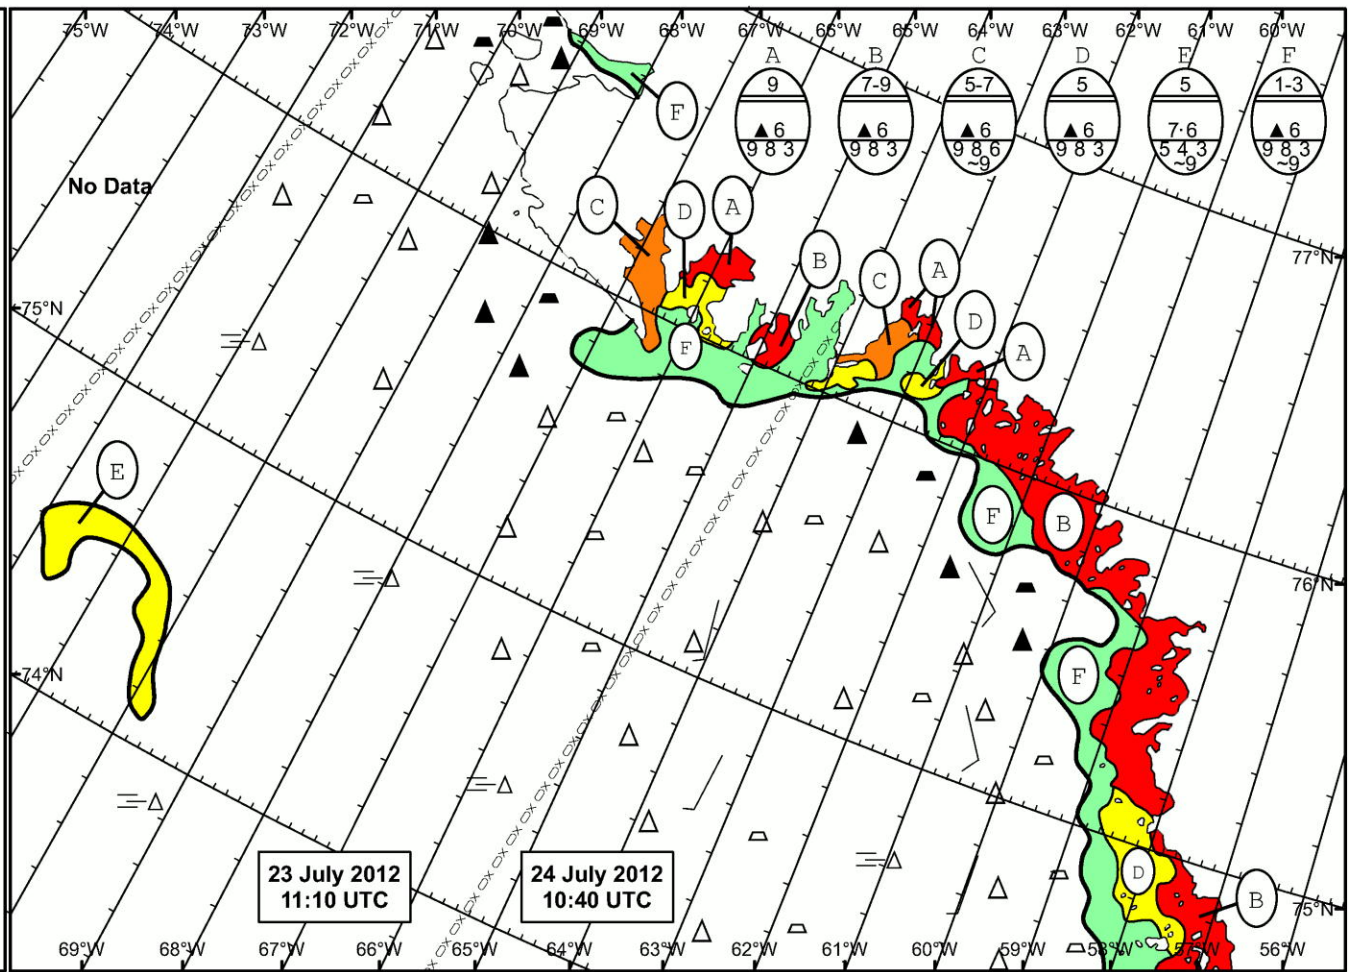 75°W 74°W 73°W 72°W 71°W 70°W 69°W 68°W 67°W 66°W 65°W 64°W 63°W 62°W 61°W 60°W
A B C D E F
9 7-9 5-7 5 5 1-3
▲6 ▲6 ▲6 ▲6 7·6 ▲6
9 8 3 9 8 3 9 8 6 9 8 3 5 4 3 9 8 3
~9 ~9 ~9
F
No Data
C D A
B
77°N
C A
75°N
D
F A
E
F B
76°N
74°N
F
D
23 July 2012
11:10 UTC
24 July 2012
10:40 UTC
B
75°N
69°W 68°W 67°W 66°W 65°W 64°W 63°W 62°W 61°W 60°W 59°W 58°W 57°W 56°W